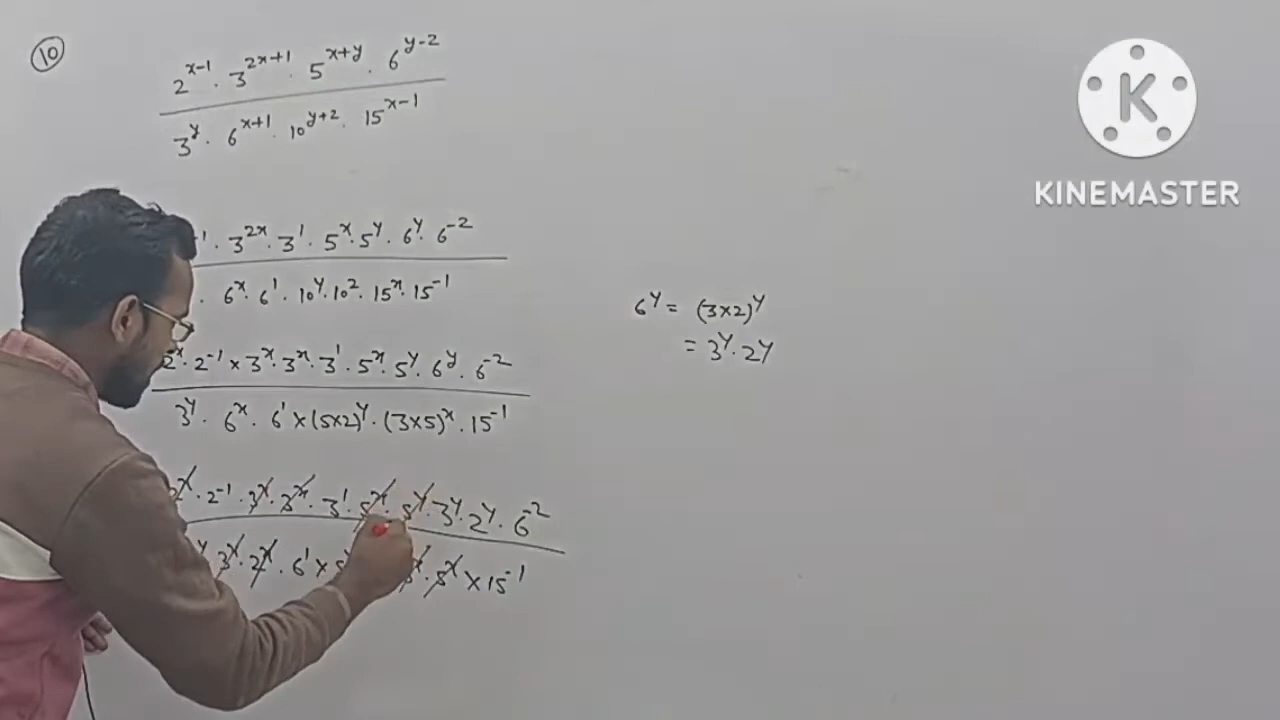 10
2^{x-1} · 3^{2x+1} · 5^{x+y} · 6^{y-2}
3^y · 6^{x+1} · 10^{y+2} · 15^{x-1}
K
KINEMASTER
· 3^{2x} · 3^1 · 5^x · 5^y · 6^y · 6^{-2}
· 6^x · 6^1 · 10^y · 10^2 · 15^x · 15^{-1}
6^y = (3×2)^y
= 3^y · 2^y
2^x · 2^{-1} × 3^x · 3^x · 3^1 · 5^x · 5^y · 6^y · 6^{-2}
3^y · 6^x · 6^1 × (5×2)^y · (3×5)^x · 15^{-1}
2^x · 2^{-1} · 3^x · 3^x · 3^1 · 5^x · 5^y · 3^y · 2^y · 6^{-2}
3^x · 2^x · 6^1 × 5 · 5^x × 15^{-1}